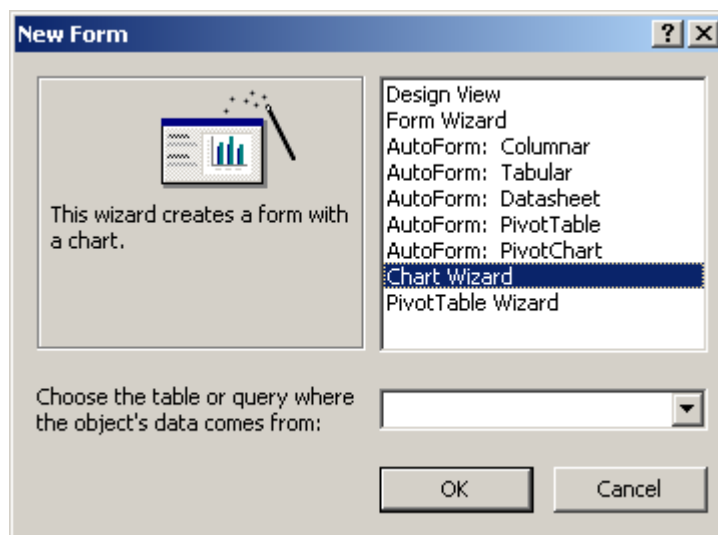 New Form
This wizard creates a form with
a chart.
Design View
Form Wizard
AutoForm: Columnar
AutoForm: Tabular
AutoForm: Datasheet
AutoForm: PivotTable
AutoForm: PivotChart
Chart Wizard
PivotTable Wizard
Choose the table or query where
the object's data comes from:
OK
Cancel